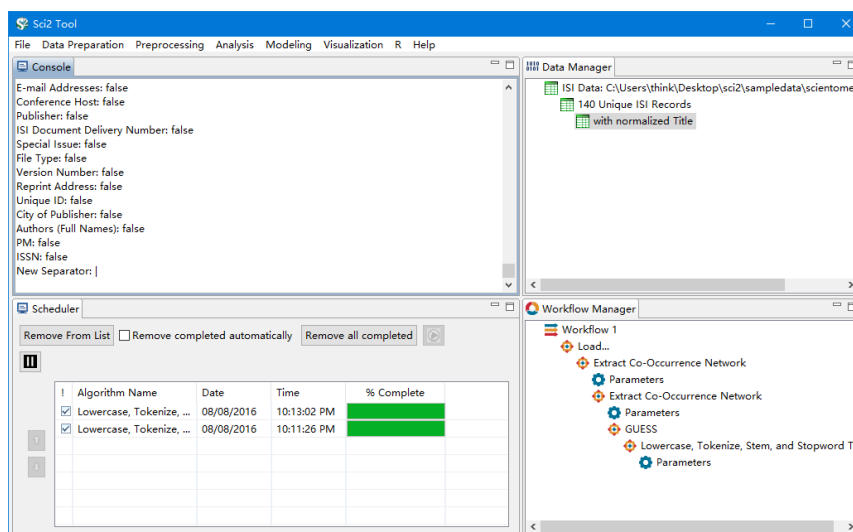 Sci2 Tool
File Data Preparation Preprocessing Analysis Modeling Visualization R Help
Console
E-mail Addresses: false
Conference Host: false
Publisher: false
ISI Document Delivery Number: false
Special Issue: false
File Type: false
Version Number: false
Reprint Address: false
Unique ID: false
City of Publisher: false
Authors (Full Names): false
PM: false
ISSN: false
New Separator: |
Data Manager
ISI Data: C:\Users\think\Desktop\sci2\sampledata\scientome
140 Unique ISI Records
with normalized Title
Scheduler
Remove From List Remove completed automatically Remove all completed
! Algorithm Name Date Time % Complete
Lowercase, Tokenize, ... 08/08/2016 10:13:02 PM
Lowercase, Tokenize, ... 08/08/2016 10:11:26 PM
Workflow Manager
Workflow 1
Load...
Extract Co-Occurrence Network
Parameters
Extract Co-Occurrence Network
Parameters
GUESS
Lowercase, Tokenize, Stem, and Stopword T
Parameters